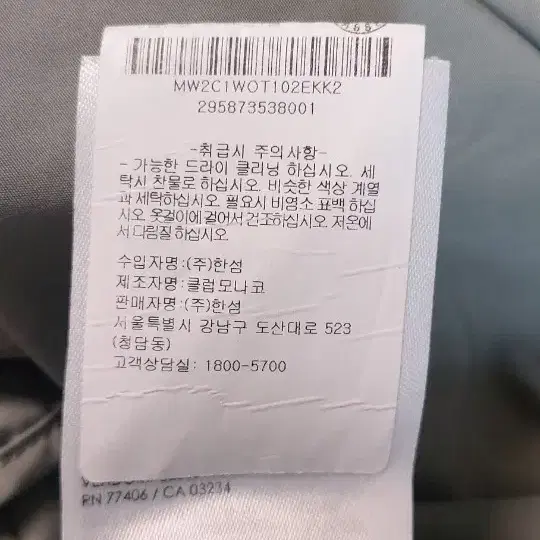 MW2C1WOT102EKK2
295873538001
-취급시 주의사항-
- 가능한 드라이 클리닝 하십시오. 세
탁시 찬물로 하십시오. 비슷한 색상 계열
과 세탁하십시오. 필요시 비염소 표백 하십
시오. 옷걸이에 걸어서 건조하십시오. 저온에
서 다림질 하십시오.
수입자명:(주)한섬
제조자명:클럽모나코
판매자명:(주)한섬
서울특별시 강남구 도산대로 523
(청담동)
고객상담실: 1800-5700
RN 77406 / CA 03234